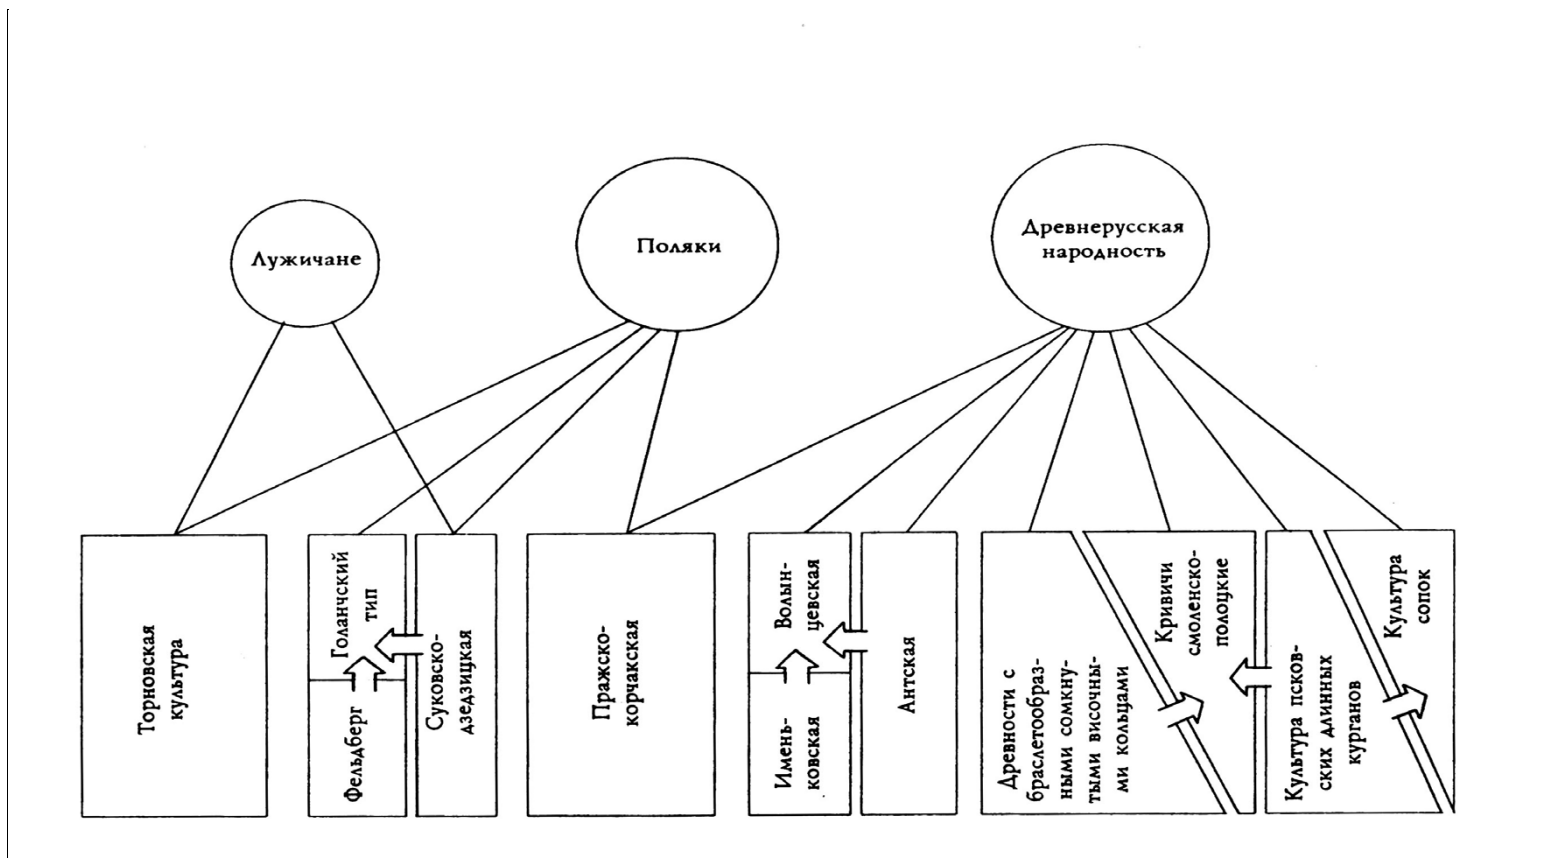 Лужичане
Поляки
Древнерусская
народность
Торновская
культура
Голанчский
тип
Фельдберг
Суковско-
дзедзицкая
Пражско-
корчакская
Волын-
цевская
Имень-
ковская
Антская
Древности с
браслетообраз-
ными сомкну-
тыми височны-
ми кольцами
Кривичи
смоленско-
полоцкие
Культура псков-
ских длинных
курганов
Культура
сопок